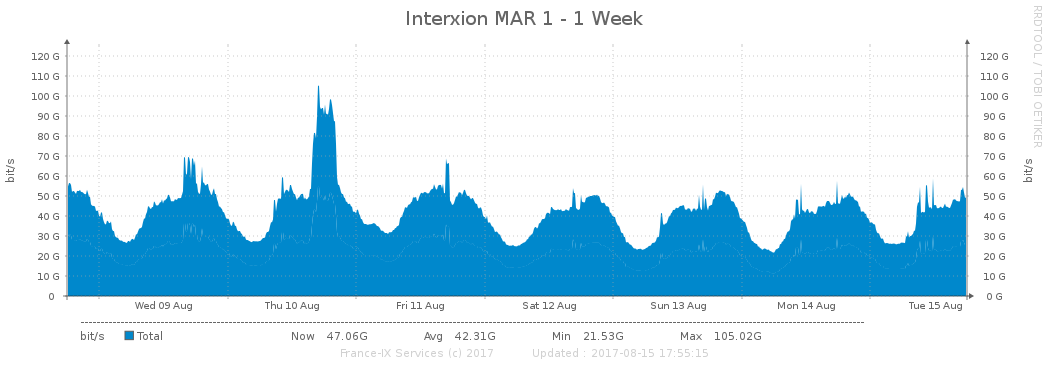 Interxion MAR 1 - 1 Week
RRDTOOL / TOBI OETIKER
120 G 120 G
110 G 110 G
100 G 100 G
90 G 90 G
80 G 80 G
70 G 70 G
60 G 60 G
50 G 50 G
40 G 40 G
30 G 30 G
20 G 20 G
10 G 10 G
0 0 G
bit/s bit/s
Wed 09 Aug Thu 10 Aug Fri 11 Aug Sat 12 Aug Sun 13 Aug Mon 14 Aug Tue 15 Aug
bit/s Total Now 47.06G Avg 42.31G Min 21.53G Max 105.02G
France-IX Services (c) 2017 Updated : 2017-08-15 17:55:15